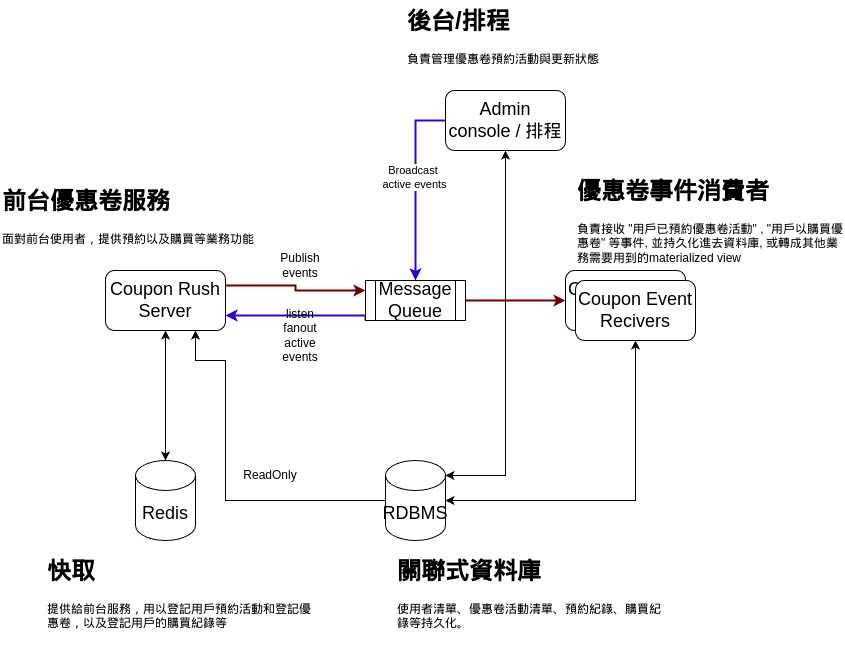 後台/排程
負責管理優惠卷預約活動與更新狀態
Admin
console / 排程
Broadcast
active events
前台優惠卷服務
面對前台使用者，提供預約以及購買等業務功能
優惠卷事件消費者
負責接收 "用戶已預約優惠卷活動" , "用戶以購買優
惠卷" 等事件, 並持久化進去資料庫, 或轉成其他業
務需要用到的materialized view
Publish
events
Coupon Rush
Server
Message
Queue
C
Coupon Event
Recivers
listen
fanout
active
events
ReadOnly
Redis
RDBMS
快取
提供給前台服務，用以登記用戶預約活動和登記優
惠卷，以及登記用戶的購買紀錄等
關聯式資料庫
使用者清單、優惠卷活動清單、預約紀錄、購買紀
錄等持久化。